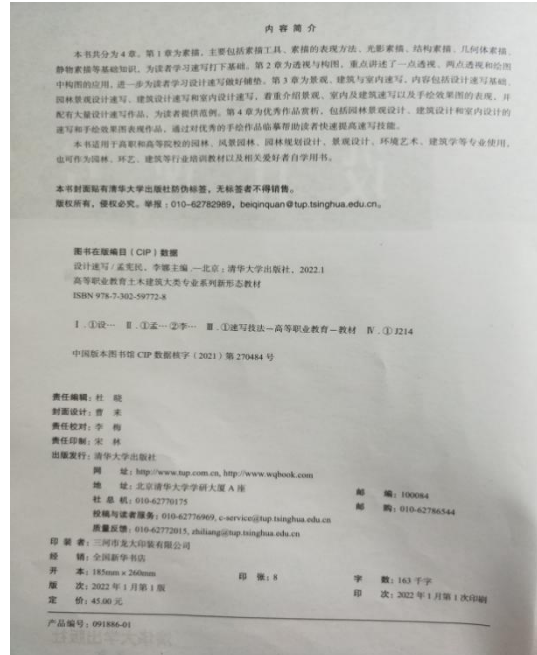 内 容 简 介
本书共分为4章，第1章为素描，主要包括素描工具、素描的表现方法、光影素描、结构素描、几何体素描、
静物素描等基础知识，为读者学习速写打下基础。第2章为透视与构图，重点讲述了一点透视、两点透视和绘图
中构图的应用，进一步为读者学习设计速写做好铺垫。第3章为景观、建筑与室内速写，内容包括设计速写基础、
园林景观设计速写、建筑设计速写和室内设计速写，着重介绍景观、室内及建筑速写以及手绘效果图的表现，并
配有大量设计速写作品，为读者提供范例。第4章为优秀作品赏析，包括园林景观设计、建筑设计和室内设计的
速写和手绘效果图表现作品，通过对优秀的手绘作品临摹帮助读者快速提高速写技能。
本书适用于高职和高等院校的园林、风景园林、园林规划设计、景观设计、环境艺术、建筑学等专业使用，
也可作为园林、环艺、建筑等行业培训教材以及相关爱好者自学用书。
本书封面贴有清华大学出版社防伪标签，无标签者不得销售。
版权所有，侵权必究。举报：010-62782989，beiqinquan@tup.tsinghua.edu.cn。
图书在版编目（CIP）数据
设计速写/孟宪民，李娜主编.—北京：清华大学出版社，2022.1
高等职业教育土木建筑大类专业系列新形态教材
ISBN 978-7-302-59772-8
Ⅰ.①设… Ⅱ.①孟…②李… Ⅲ.①速写技法－高等职业教育－教材 Ⅳ.①J214
中国版本图书馆CIP数据核字（2021）第270484号
责任编辑：杜 晓
封面设计：曹 来
责任校对：李 梅
责任印制：宋 林
出版发行：清华大学出版社
网 址：http://www.tup.com.cn, http://www.wqbook.com
地 址：北京清华大学学研大厦A座 邮 编：100084
社 总 机：010-62770175 邮 购：010-62786544
投稿与读者服务：010-62776969, c-service@tup.tsinghua.edu.cn
质量反馈：010-62772015, zhiliang@tup.tsinghua.edu.cn
印 装 者：三河市龙大印装有限公司
经 销：全国新华书店
开 本：185mm×260mm 印 张：8 字 数：163千字
版 次：2022年1月第1版 印 次：2022年1月第1次印刷
定 价：45.00元
产品编号：091886-01